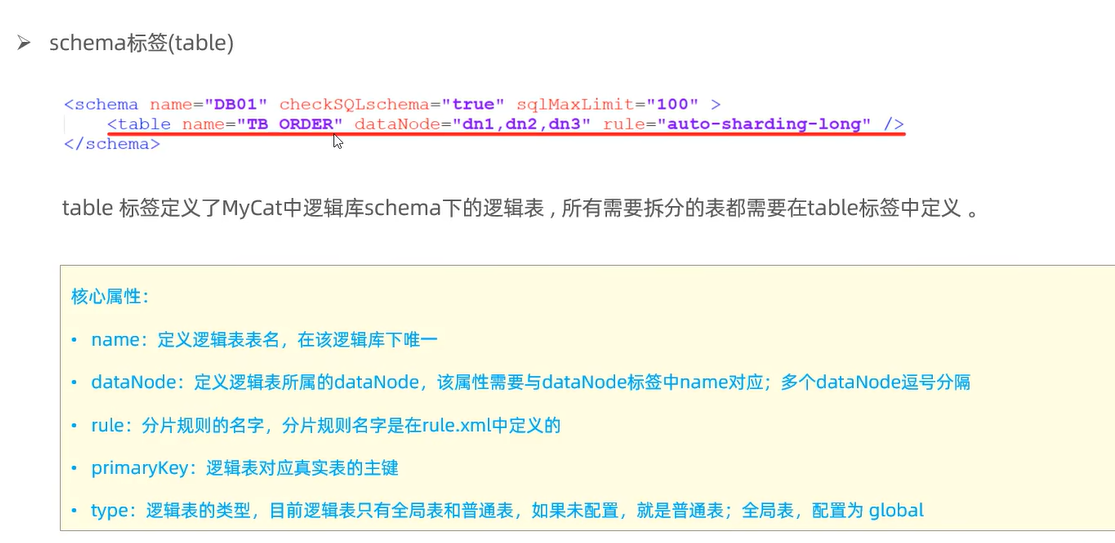 ➢ schema标签(table)
<schema name="DB01" checkSQLschema="true" sqlMaxLimit="100" >
<table name="TB_ORDER" dataNode="dn1,dn2,dn3" rule="auto-sharding-long" />
</schema>
table 标签定义了MyCat中逻辑库schema下的逻辑表 , 所有需要拆分的表都需要在table标签中定义 。
核心属性：
• name：定义逻辑表表名，在该逻辑库下唯一
• dataNode：定义逻辑表所属的dataNode，该属性需要与dataNode标签中name对应；多个dataNode逗号分隔
• rule：分片规则的名字，分片规则名字是在rule.xml中定义的
• primaryKey：逻辑表对应真实表的主键
• type：逻辑表的类型，目前逻辑表只有全局表和普通表，如果未配置，就是普通表；全局表，配置为 global